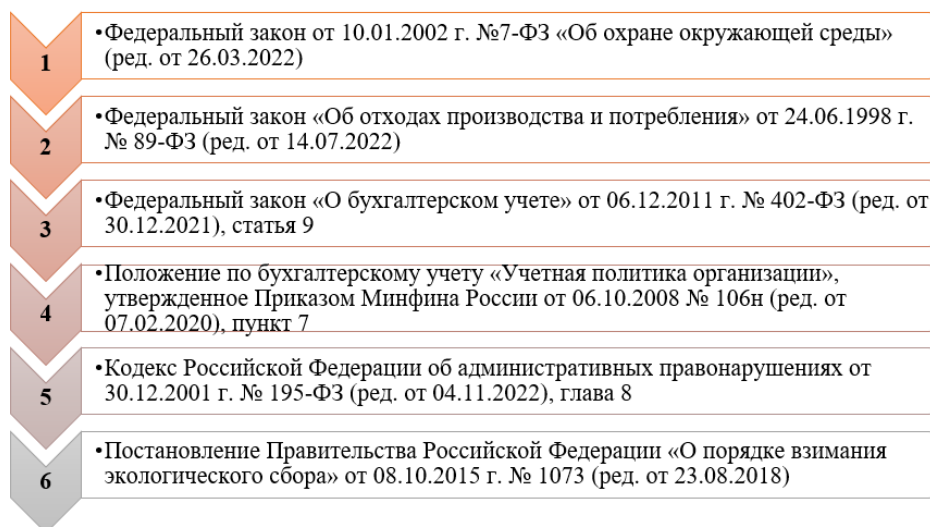 1
•Федеральный закон от 10.01.2002 г. №7-ФЗ «Об охране окружающей среды»
(ред. от 26.03.2022)
2
•Федеральный закон «Об отходах производства и потребления» от 24.06.1998 г.
№ 89-ФЗ (ред. от 14.07.2022)
3
•Федеральный закон «О бухгалтерском учете» от 06.12.2011 г. № 402-ФЗ (ред. от
30.12.2021), статья 9
4
•Положение по бухгалтерскому учету «Учетная политика организации»,
утвержденное Приказом Минфина России от 06.10.2008 № 106н (ред. от
07.02.2020), пункт 7
5
•Кодекс Российской Федерации об административных правонарушениях от
30.12.2001 г. № 195-ФЗ (ред. от 04.11.2022), глава 8
6
•Постановление Правительства Российской Федерации «О порядке взимания
экологического сбора» от 08.10.2015 г. № 1073 (ред. от 23.08.2018)